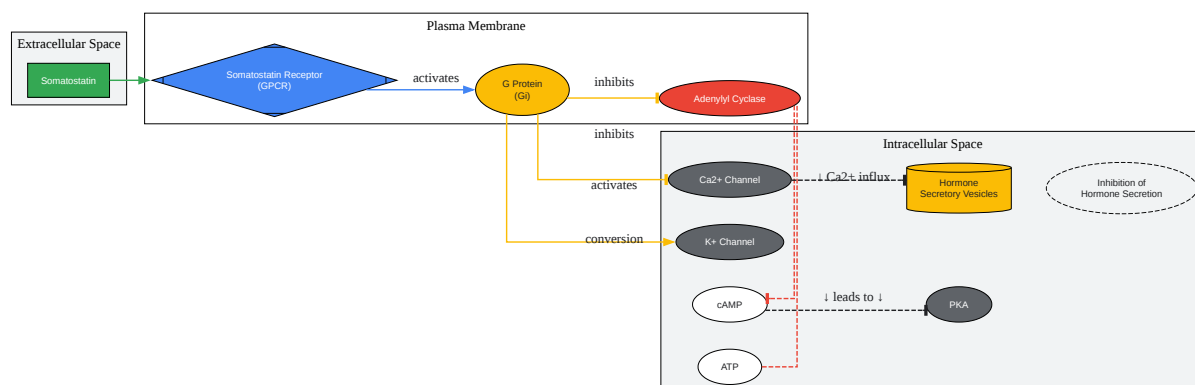 Plasma Membrane
Extracellular Space
Somatostatin
Somatostatin Receptor
(GPCR)
activates
G Protein
(Gi)
inhibits
Adenylyl Cyclase
inhibits
Intracellular Space
activates
Ca2+ Channel
↓ Ca2+ influx
Hormone
Secretory Vesicles
Inhibition of
Hormone Secretion
conversion
K+ Channel
cAMP
↓ leads to ↓
PKA
ATP